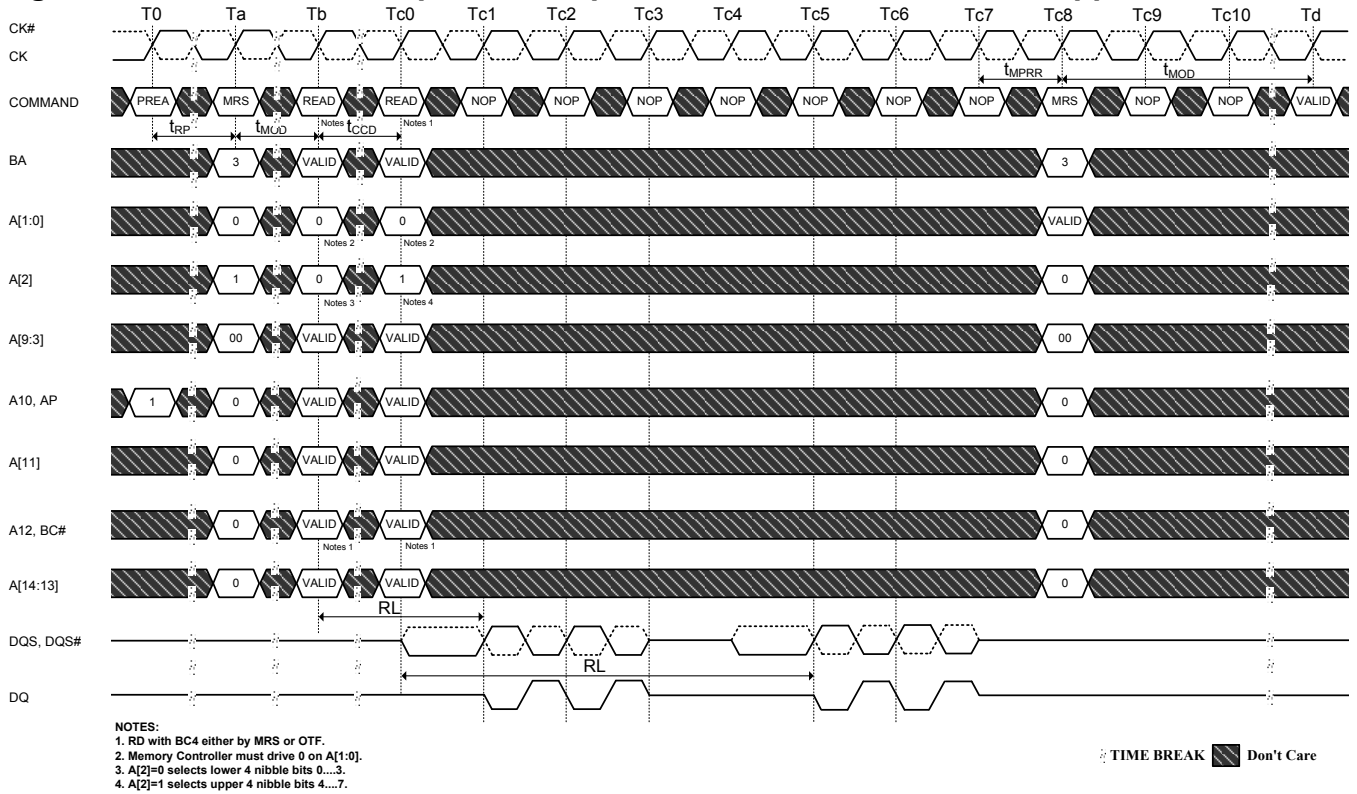 T0 Ta Tb Tc0 Tc1 Tc2 Tc3 Tc4 Tc5 Tc6 Tc7 Tc8 Tc9 Tc10 Td
CK#
CK
tMPRR tMOD
COMMAND PREA MRS READ READ NOP NOP NOP NOP NOP NOP NOP MRS NOP NOP VALID
Notes 1 Notes 1
tRP tMOD tCCD
BA 3 VALID VALID 3
A[1:0] 0 0 0 VALID
Notes 2 Notes 2
A[2] 1 0 1 0
Notes 3 Notes 4
A[9:3] 00 VALID VALID 00
A10, AP 1 0 VALID VALID 0
A[11] 0 VALID VALID 0
A12, BC# 0 VALID VALID 0
Notes 1 Notes 1
A[14:13] 0 VALID VALID 0
RL
DQS, DQS#
RL
DQ
NOTES:
1. RD with BC4 either by MRS or OTF.
2. Memory Controller must drive 0 on A[1:0].
3. A[2]=0 selects lower 4 nibble bits 0....3.
4. A[2]=1 selects upper 4 nibble bits 4....7.
TIME BREAK Don't Care